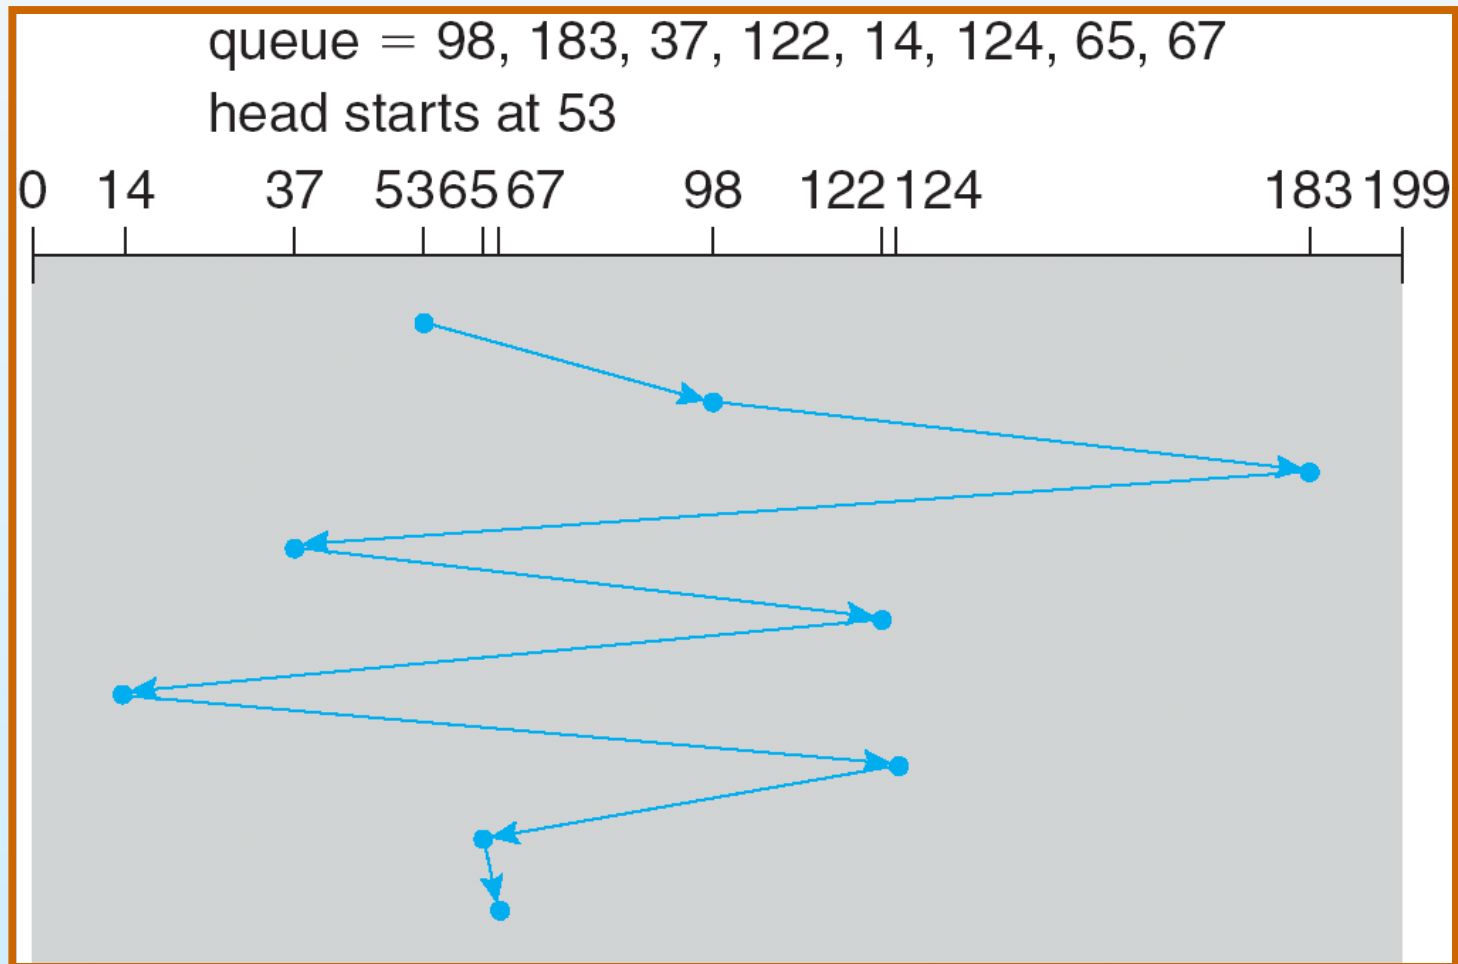 queue = 98, 183, 37, 122, 14, 124, 65, 67
head starts at 53
0 14 37 53 65 67 98 122 124 183 199